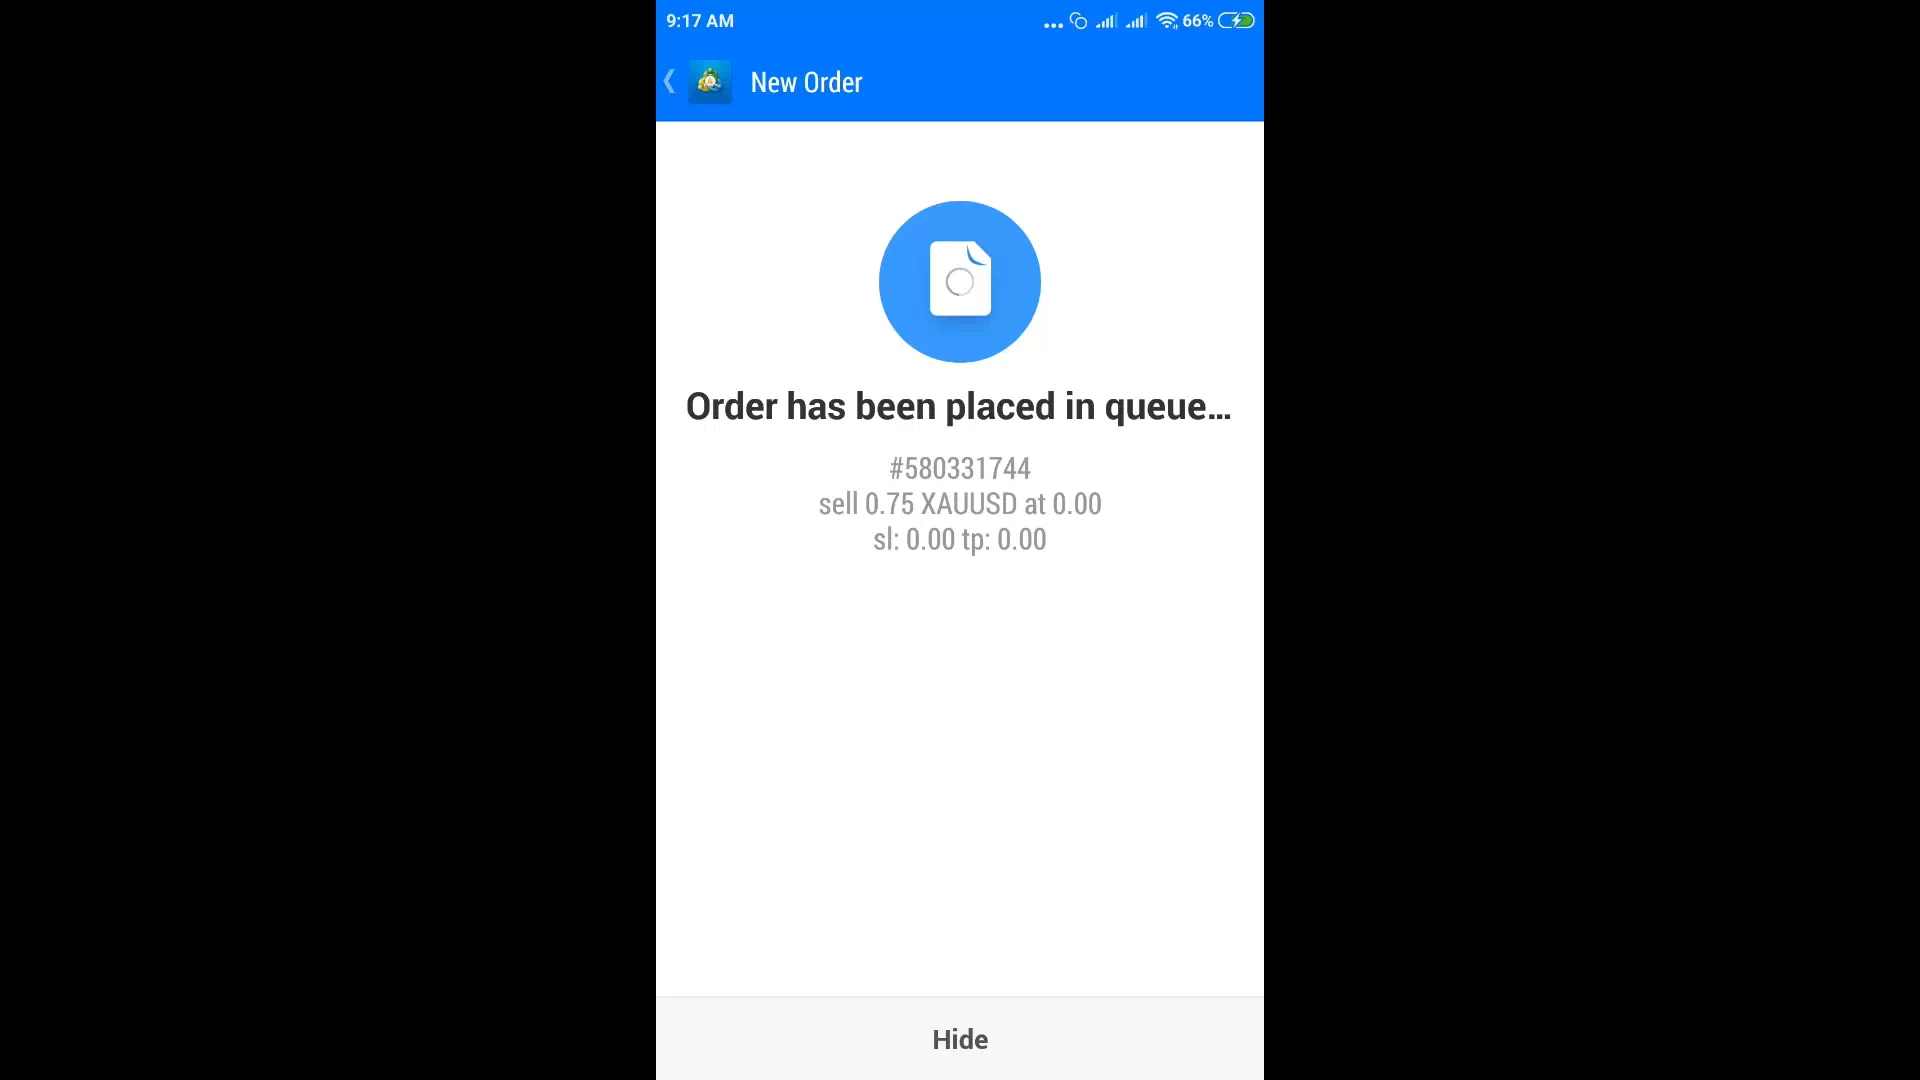 9:17 AM
66%
New Order
Order has been placed in queue...
#580331744
sell 0.75 XAUUSD at 0.00
sl: 0.00 tp: 0.00
Hide